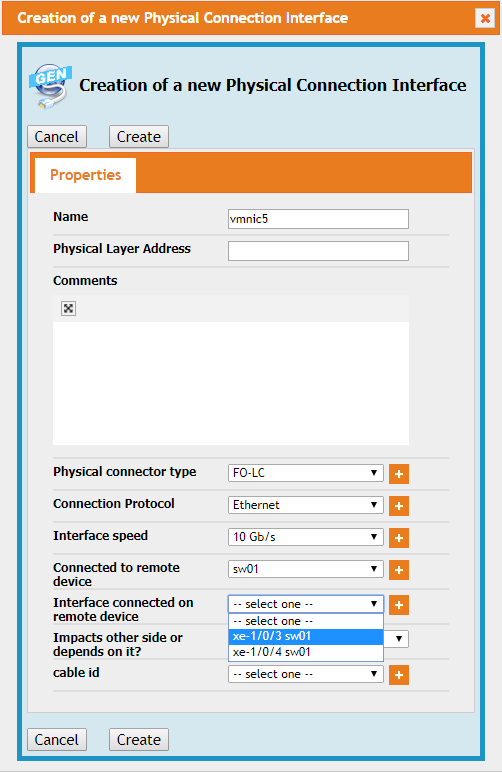 Creation of a new Physical Connection Interface
GEN
Creation of a new Physical Connection Interface
Cancel
Create
Properties
Name
vmnic5
Physical Layer Address
Comments
Physical connector type
FO-LC
Connection Protocol
Ethernet
Interface speed
10 Gb/s
Connected to remote
device
sw01
Interface connected on
remote device
-- select one --
-- select one --
xe-1/0/3 sw01
xe-1/0/4 sw01
Impacts other side or
depends on it?
cable id
-- select one --
Cancel
Create